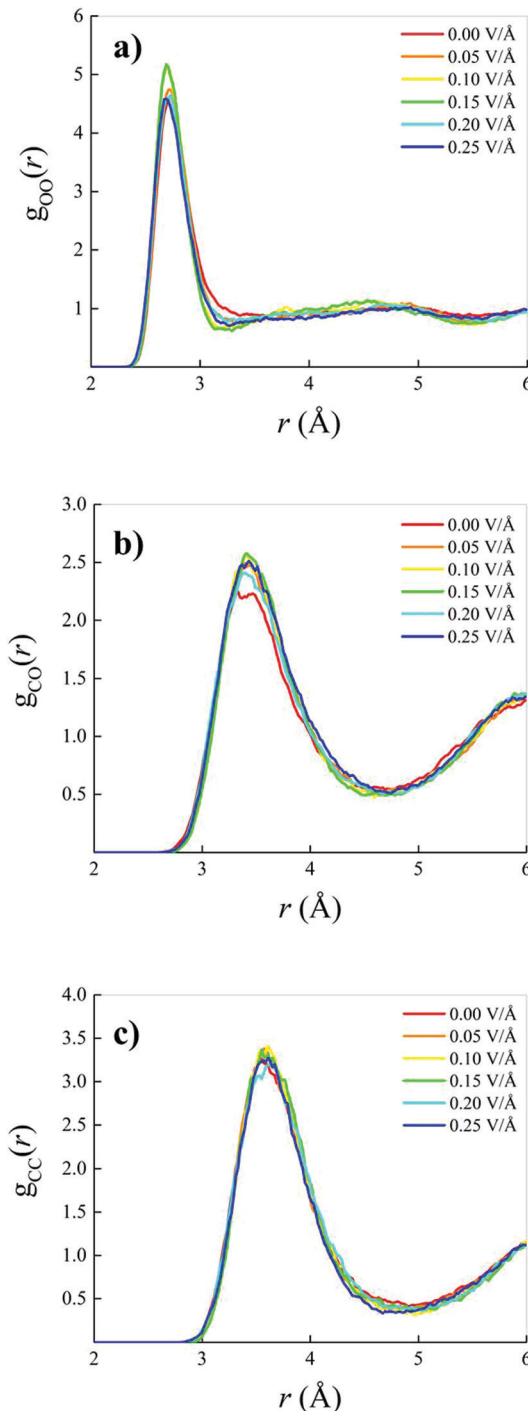 a)
0.00 V/Å
0.05 V/Å
0.10 V/Å
0.15 V/Å
0.20 V/Å
0.25 V/Å
6
5
4
3
2
1
gOO(r)
2 3 4 5 6
r (Å)
b)
0.00 V/Å
0.05 V/Å
0.10 V/Å
0.15 V/Å
0.20 V/Å
0.25 V/Å
3.0
2.5
2.0
1.5
1.0
0.5
gCO(r)
2 3 4 5 6
r (Å)
c)
0.00 V/Å
0.05 V/Å
0.10 V/Å
0.15 V/Å
0.20 V/Å
0.25 V/Å
4.0
3.5
3.0
2.5
2.0
1.5
1.0
0.5
gCC(r)
2 3 4 5 6
r (Å)